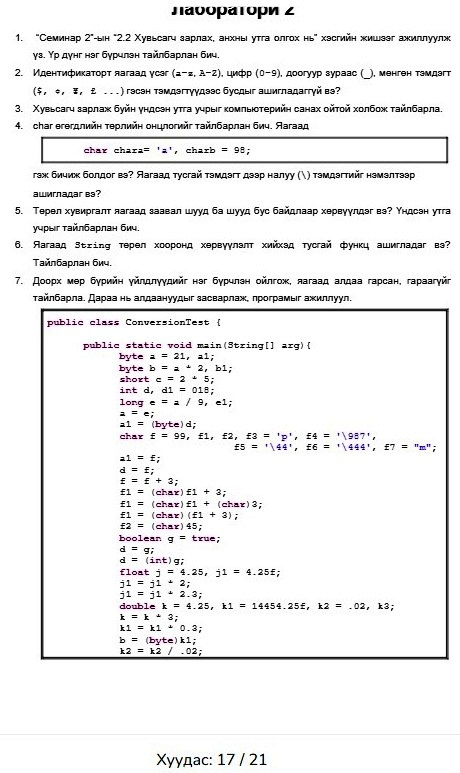 Лаборатори 2
1. "Семинар 2"-ын "2.2 Хувьсагч зарлах, анхны утга олгох нь" хэсгийн жишээг ажиллуулж
үз. Үр дүнг нэг бүрчлэн тайлбарлан бич.
2. Идентификаторт яагаад үсэг (a-z, A-Z), цифр (0-9), доогуур зураас (_), мөнгөн тэмдэгт
($, ¢, ¥, £ ...) гэсэн тэмдэгтүүдээс бусдыг ашигладаггүй вэ?
3. Хувьсагч зарлаж буйн үндсэн утга учрыг компьютерийн санах ойтой холбож тайлбарла.
4. char өгөгдлийн төрлийн онцлогийг тайлбарлан бич. Яагаад
char chara= 'a', charb = 98;
гэж бичиж болдог вэ? Яагаад тусгай тэмдэгт дээр налуу (\) тэмдэгтийг нэмэлтээр
ашигладаг вэ?
5. Төрөл хувиргалт яагаад заавал шууд ба шууд бус байдлаар хөрвүүлдэг вэ? Үндсэн утга
учрыг тайлбарлан бич.
6. Яагаад String төрөл хооронд хөрвүүлэлт хийхэд тусгай функц ашигладаг вэ?
Тайлбарлан бич.
7. Доорх мөр бүрийн үйлдлүүдийг нэг бүрчлэн ойлгож, яагаад алдаа гарсан, гараагүйг
тайлбарла. Дараа нь алдаануудыг засварлаж, програмыг ажиллуул.
public class ConversionTest {
public static void main(String[] arg){
byte a = 21, a1;
byte b = a * 2, b1;
short c = 2 * 5;
int d, d1 = 018;
long e = a / 9, e1;
a = e;
a1 = (byte)d;
char f = 99, f1, f2, f3 = 'p', f4 = '\987',
f5 = '\44', f6 = '\444', f7 = "m";
a1 = f;
d = f;
f = f + 3;
f1 = (char)f1 + 3;
f1 = (char)f1 + (char)3;
f1 = (char)(f1 + 3);
f2 = (char)45;
boolean g = true;
d = g;
d = (int)g;
float j = 4.25, j1 = 4.25f;
j1 = j1 * 2;
j1 = j1 * 2.3;
double k = 4.25, k1 = 14454.25f, k2 = .02, k3;
k = k * 3;
k1 = k1 * 0.3;
b = (byte)k1;
k2 = k2 / .02;
Хуудас: 17 / 21